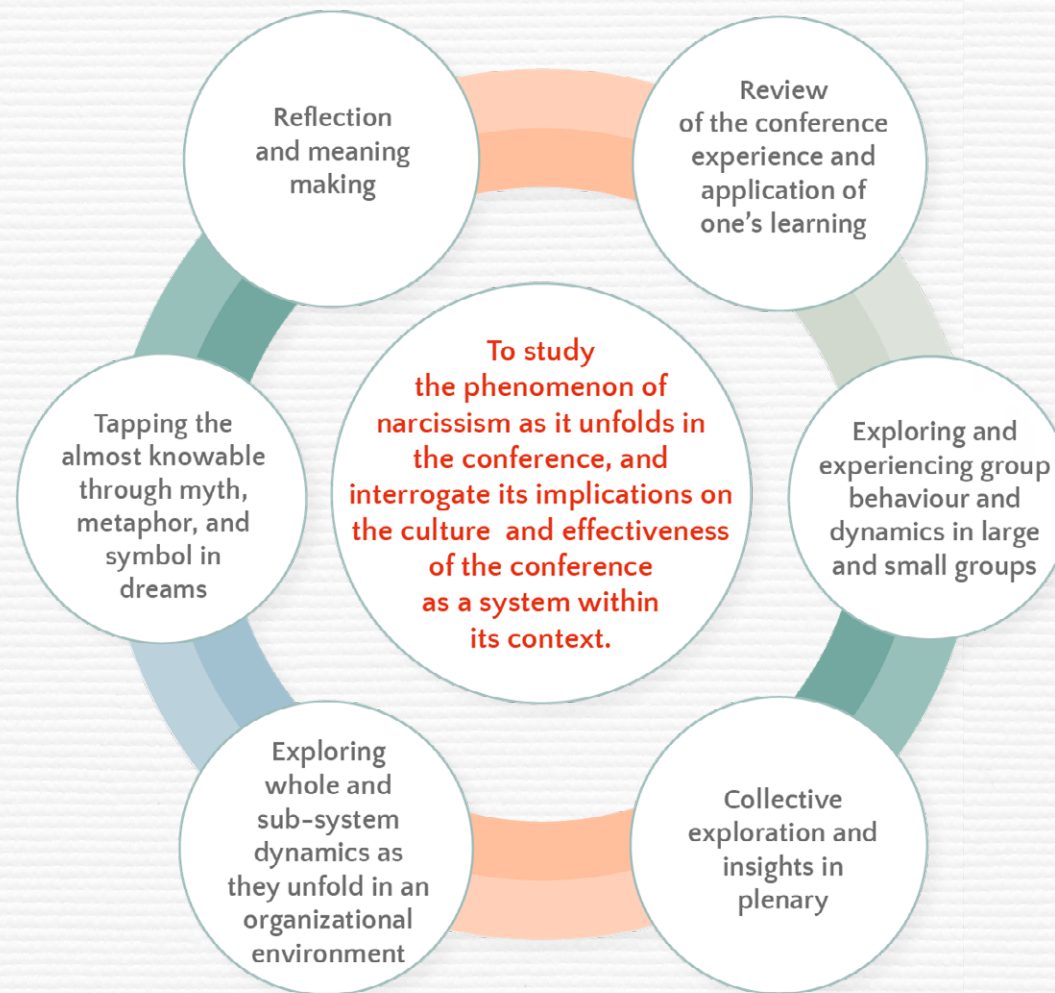 Reflection
and meaning
making
Review
of the conference
experience and
application of
one's learning
To study
the phenomenon of
narcissism as it unfolds in
the conference, and
interrogate its implications on
the culture and effectiveness
of the conference
as a system within
its context.
Tapping the
almost knowable
through myth,
metaphor, and
symbol in
dreams
Exploring and
experiencing group
behaviour and
dynamics in large
and small groups
Exploring
whole and
sub-system
dynamics as
they unfold in an
organizational
environment
Collective
exploration and
insights in
plenary